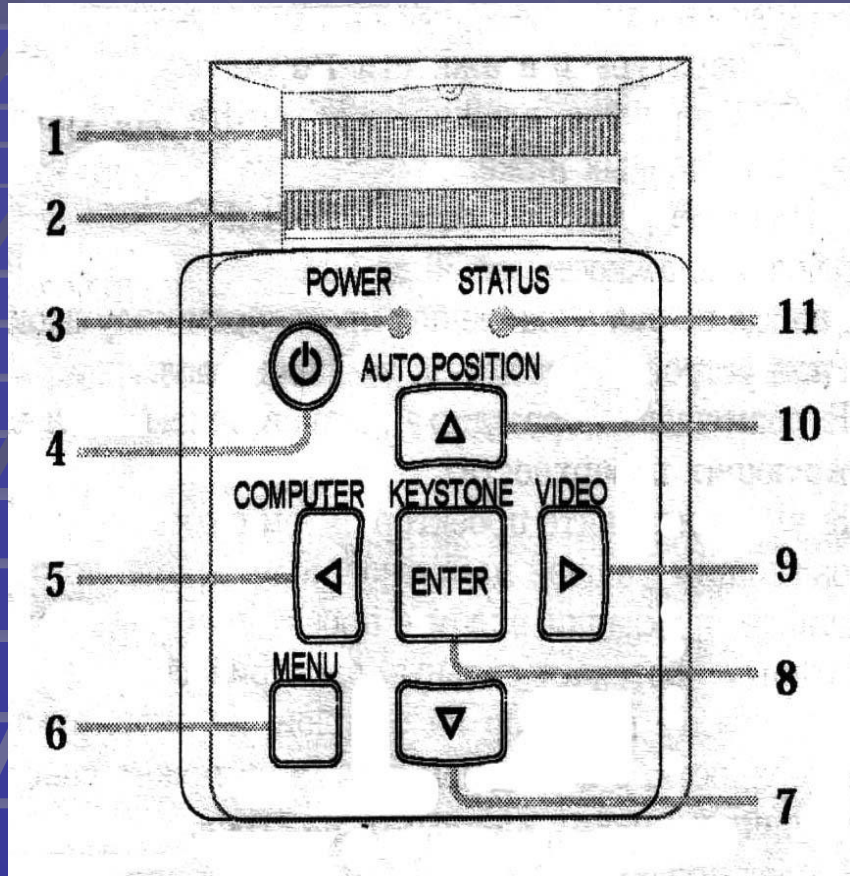 1
2
POWER STATUS
3 11
AUTO POSITION
4 10
COMPUTER KEYSTONE VIDEO
5 ENTER 9
MENU 8
6
7